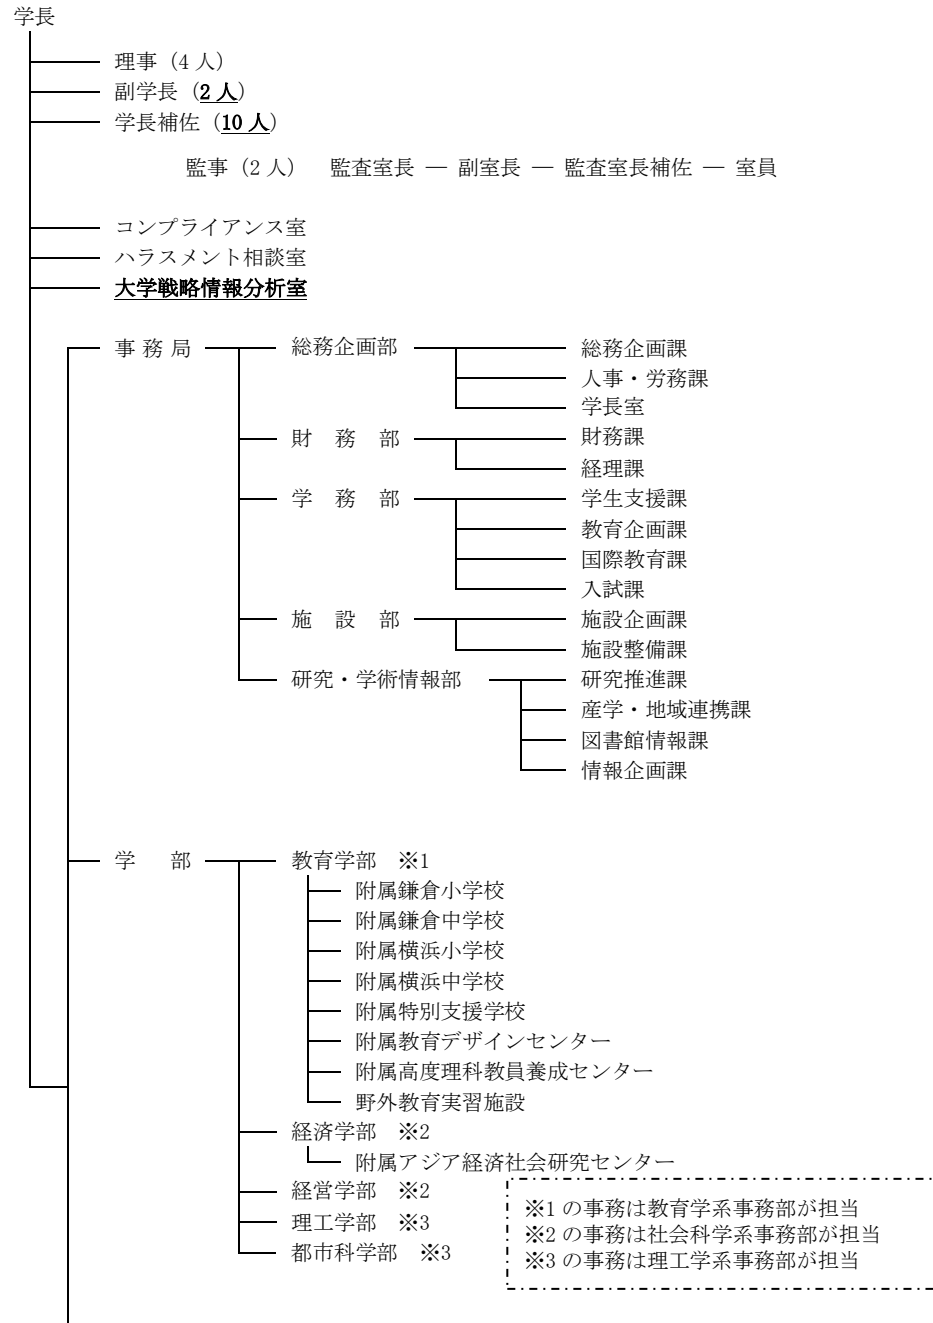 学長
理事（4 人）
副学長（2 人）
学長補佐（10 人）
監事（2 人） 監査室長 ― 副室長 ― 監査室長補佐 ― 室員
コンプライアンス室
ハラスメント相談室
大学戦略情報分析室
事 務 局 総務企画部 総務企画課
人事・労務課
学長室
財 務 部 財務課
経理課
学 務 部 学生支援課
教育企画課
国際教育課
入試課
施 設 部 施設企画課
施設整備課
研究・学術情報部 研究推進課
産学・地域連携課
図書館情報課
情報企画課
学 部 教育学部 ※1
附属鎌倉小学校
附属鎌倉中学校
附属横浜小学校
附属横浜中学校
附属特別支援学校
附属教育デザインセンター
附属高度理科教員養成センター
野外教育実習施設
経済学部 ※2
附属アジア経済社会研究センター
経営学部 ※2
理工学部 ※3
都市科学部 ※3
※1 の事務は教育学系事務部が担当
※2 の事務は社会科学系事務部が担当
※3 の事務は理工学系事務部が担当